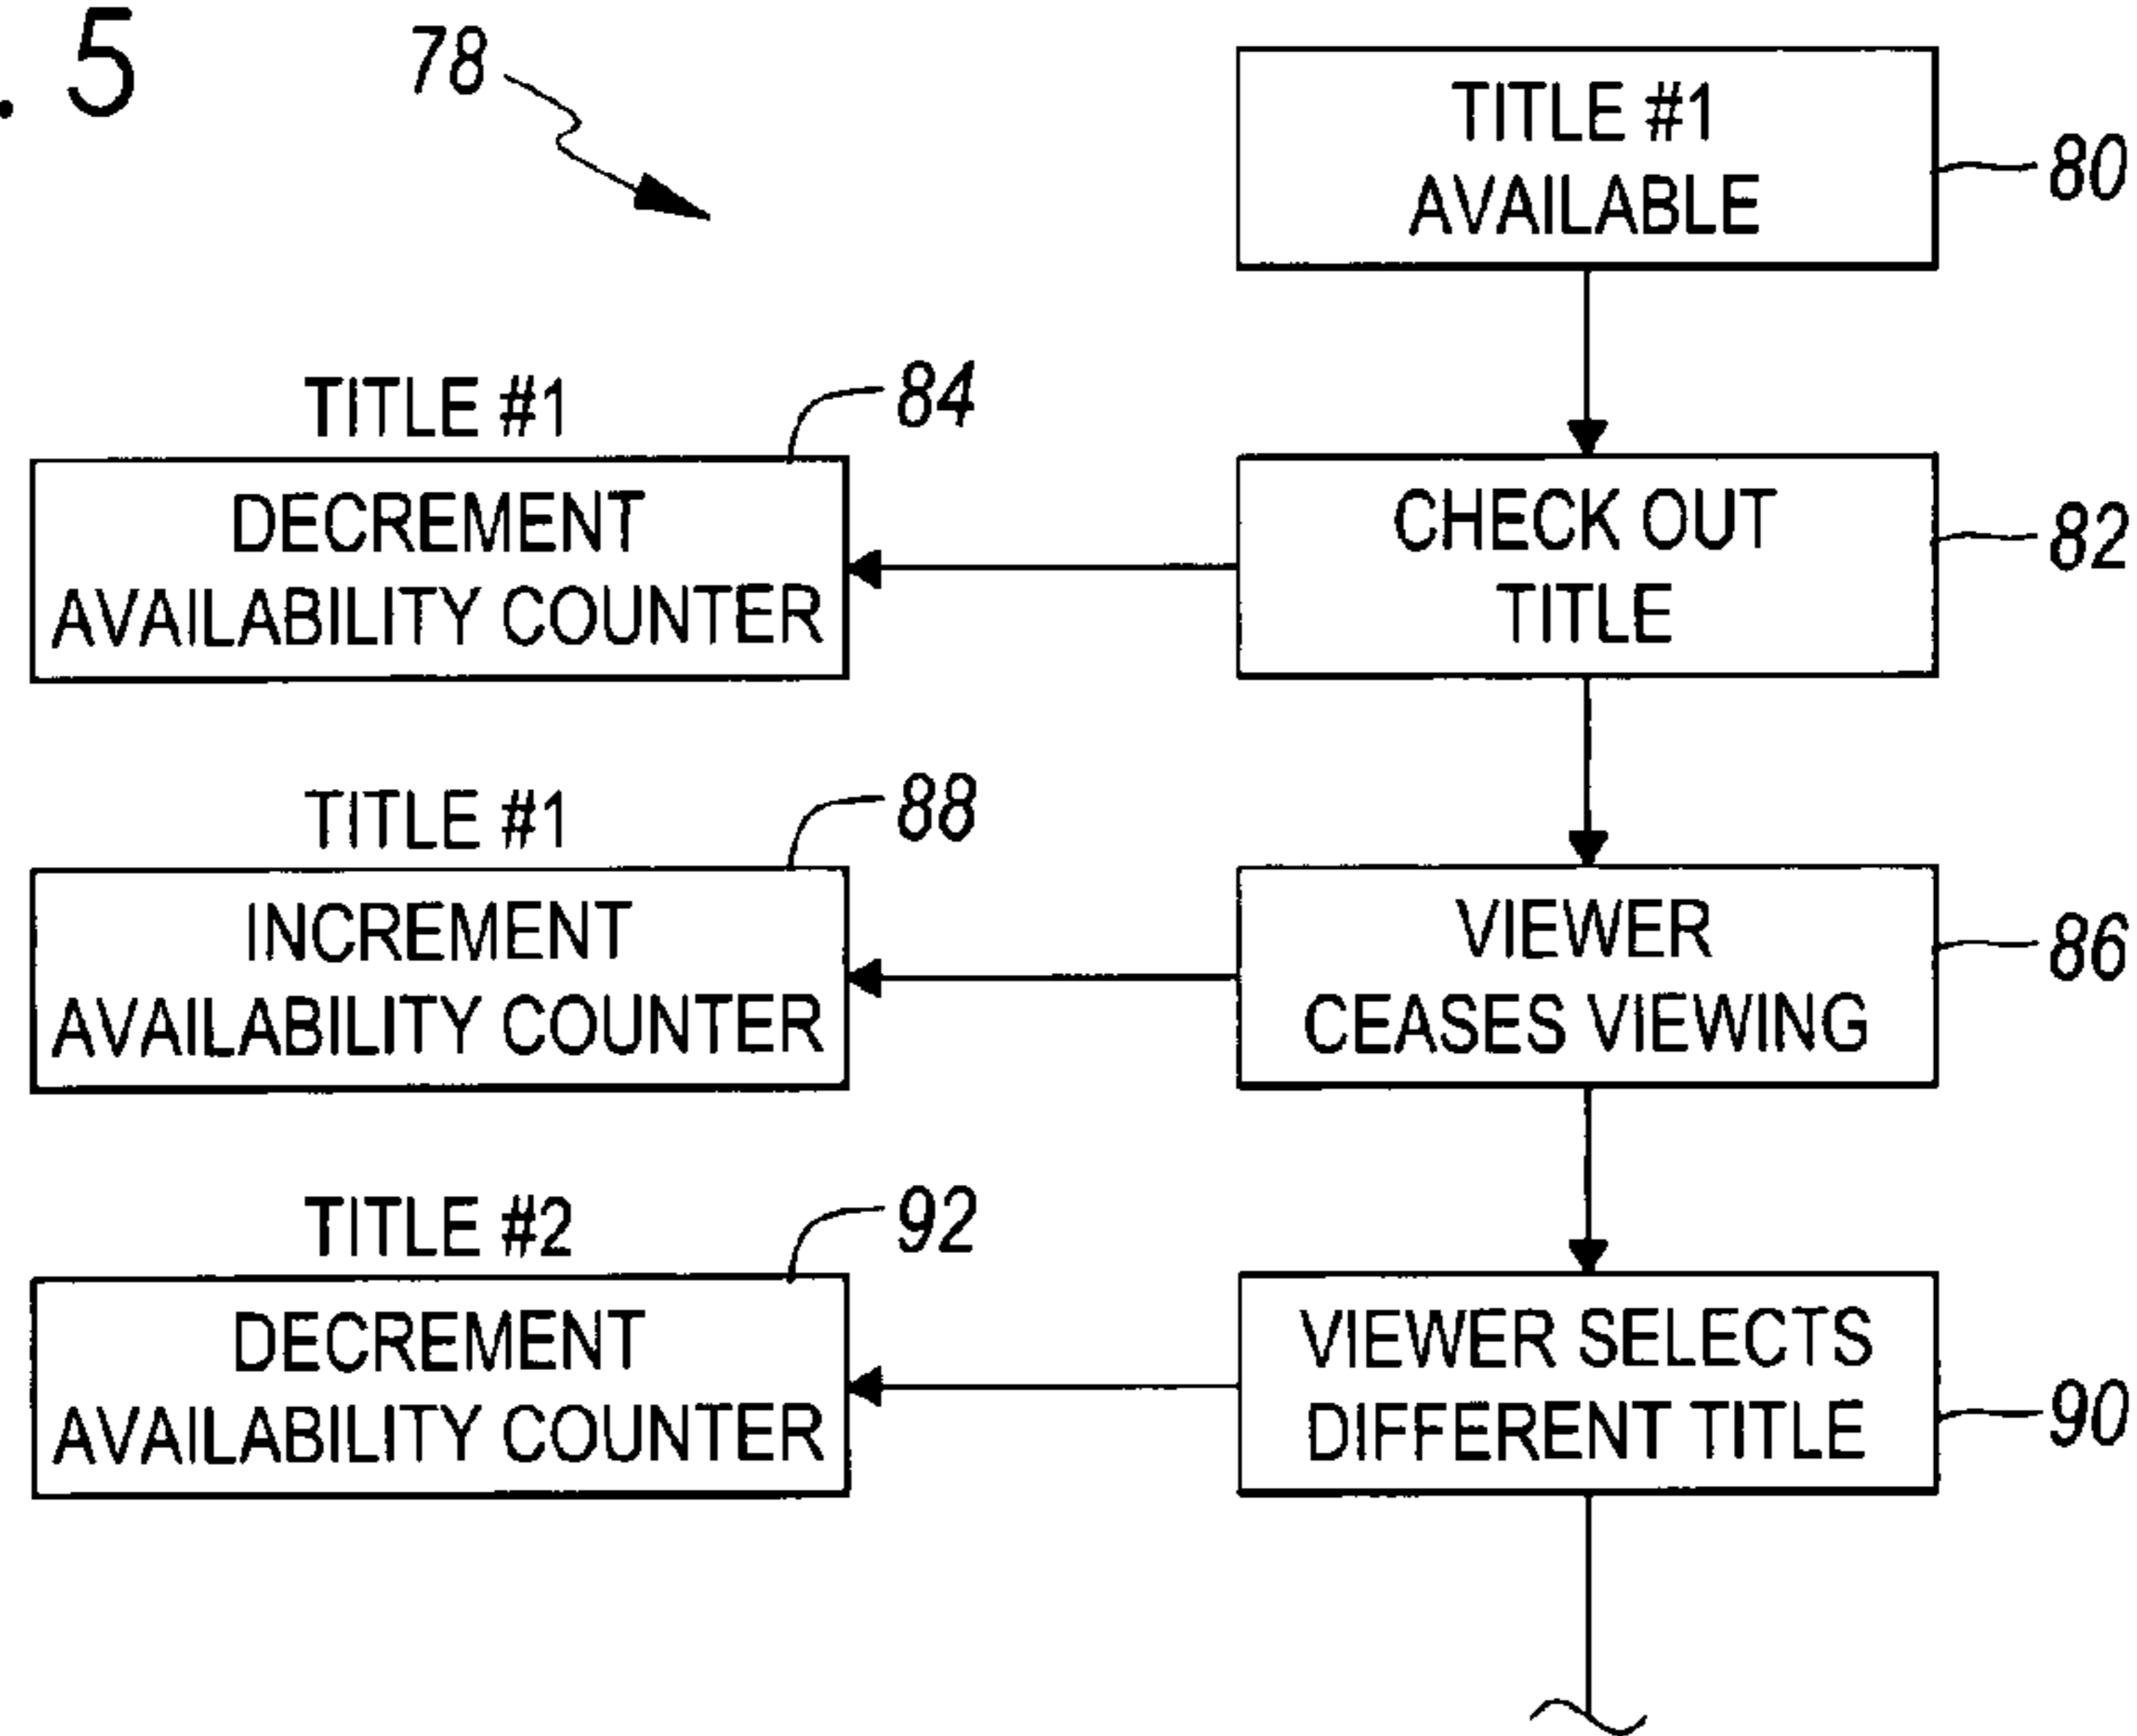 . 5
78
TITLE #1
AVAILABLE
80
TITLE #1
84
DECREMENT
AVAILABILITY COUNTER
CHECK OUT
TITLE
82
TITLE #1
88
INCREMENT
AVAILABILITY COUNTER
VIEWER
CEASES VIEWING
86
TITLE #2
92
DECREMENT
AVAILABILITY COUNTER
VIEWER SELECTS
DIFFERENT TITLE
90